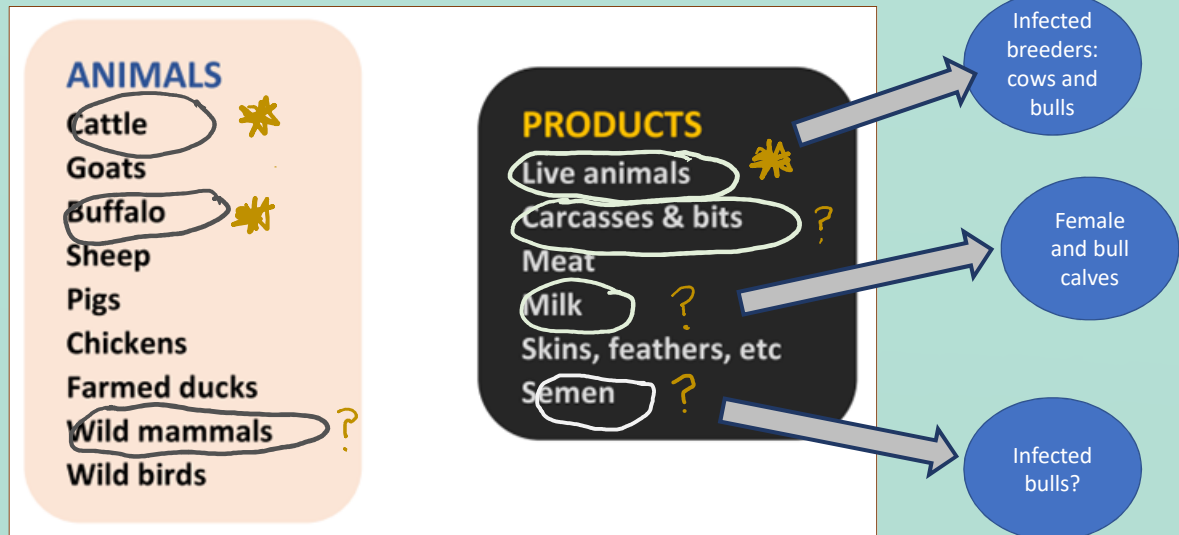 ANIMALS
Cattle
Goats
Buffalo
Sheep
Pigs
Chickens
Farmed ducks
Wild mammals ?
Wild birds
PRODUCTS
Live animals
Carcasses & bits ?
Meat
Milk ?
Skins, feathers, etc
Semen ?
Infected
breeders:
cows and
bulls
Female
and bull
calves
Infected
bulls?